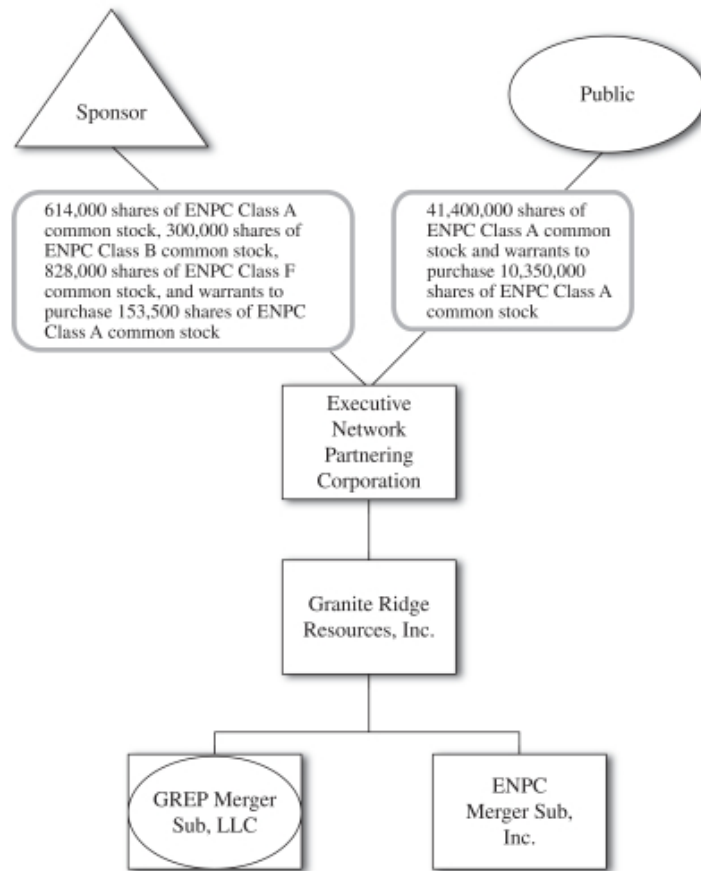 Sponsor
Public
614,000 shares of ENPC Class A
common stock, 300,000 shares of
ENPC Class B common stock,
828,000 shares of ENPC Class F
common stock, and warrants to
purchase 153,500 shares of ENPC
Class A common stock
41,400,000 shares of
ENPC Class A common
stock and warrants to
purchase 10,350,000
shares of ENPC Class A
common stock
Executive
Network
Partnering
Corporation
Granite Ridge
Resources, Inc.
GREP Merger
Sub, LLC
ENPC
Merger Sub,
Inc.